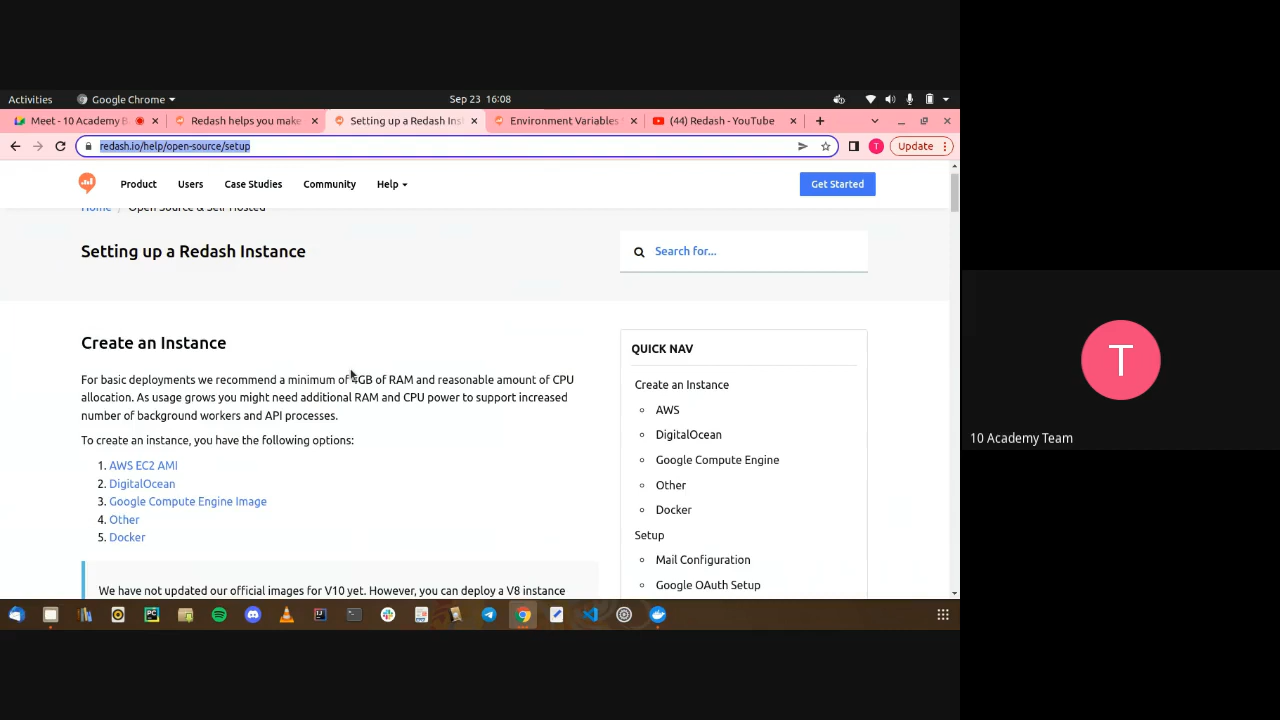 Activities
Google Chrome
Sep 23 16:08
Meet - 10 Academy B
Redash helps you make
Setting up a Redash Ins
Environment Variables
(44) Redash - YouTube
redash.io/help/open-source/setup
Update
Product
Users
Case Studies
Community
Help
Get Started
Home / Open Source & Self Hosted
Setting up a Redash Instance
Search for...
Create an Instance
For basic deployments we recommend a minimum of 4GB of RAM and reasonable amount of CPU
allocation. As usage grows you might need additional RAM and CPU power to support increased
number of background workers and API processes.
To create an instance, you have the following options:
1. AWS EC2 AMI
2. DigitalOcean
3. Google Compute Engine Image
4. Other
5. Docker
We have not updated our official images for V10 yet. However, you can deploy a V8 instance
QUICK NAV
Create an Instance
AWS
DigitalOcean
Google Compute Engine
Other
Docker
Setup
Mail Configuration
Google OAuth Setup
T
10 Academy Team